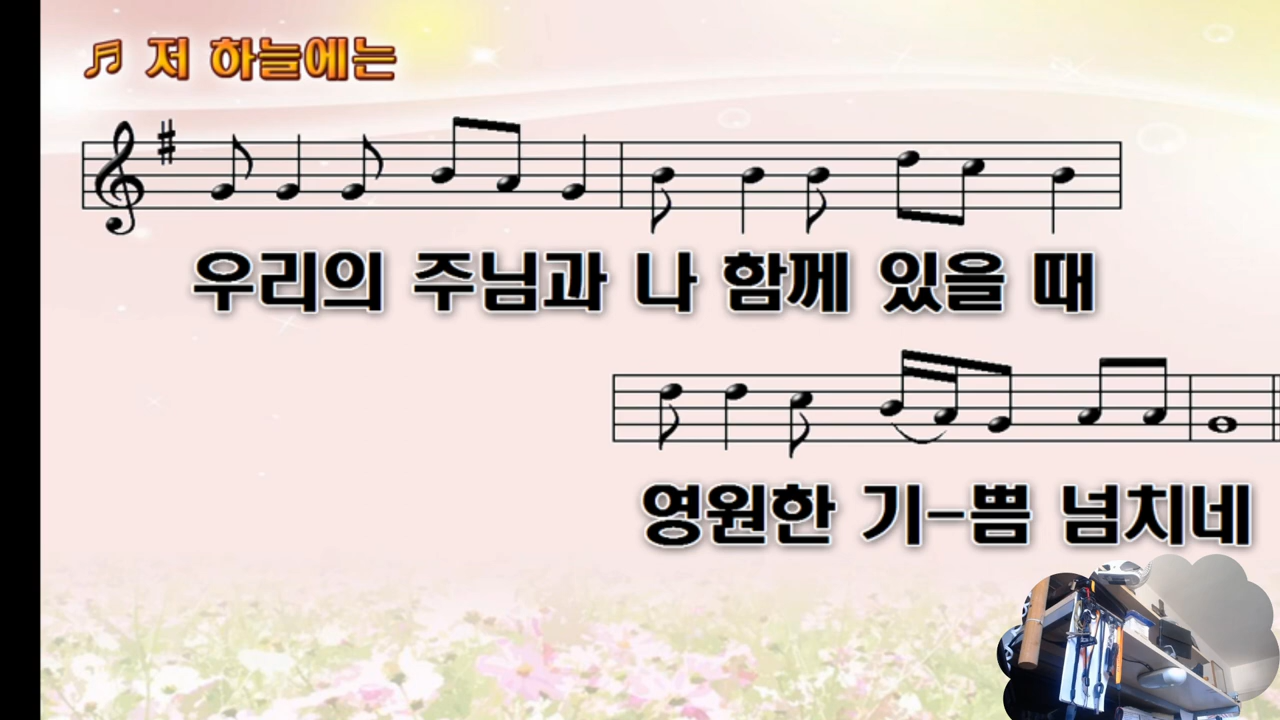 ♬ 저 하늘에는
우리의 주님과 나 함께 있을 때
영원한 기-쁨 넘치네